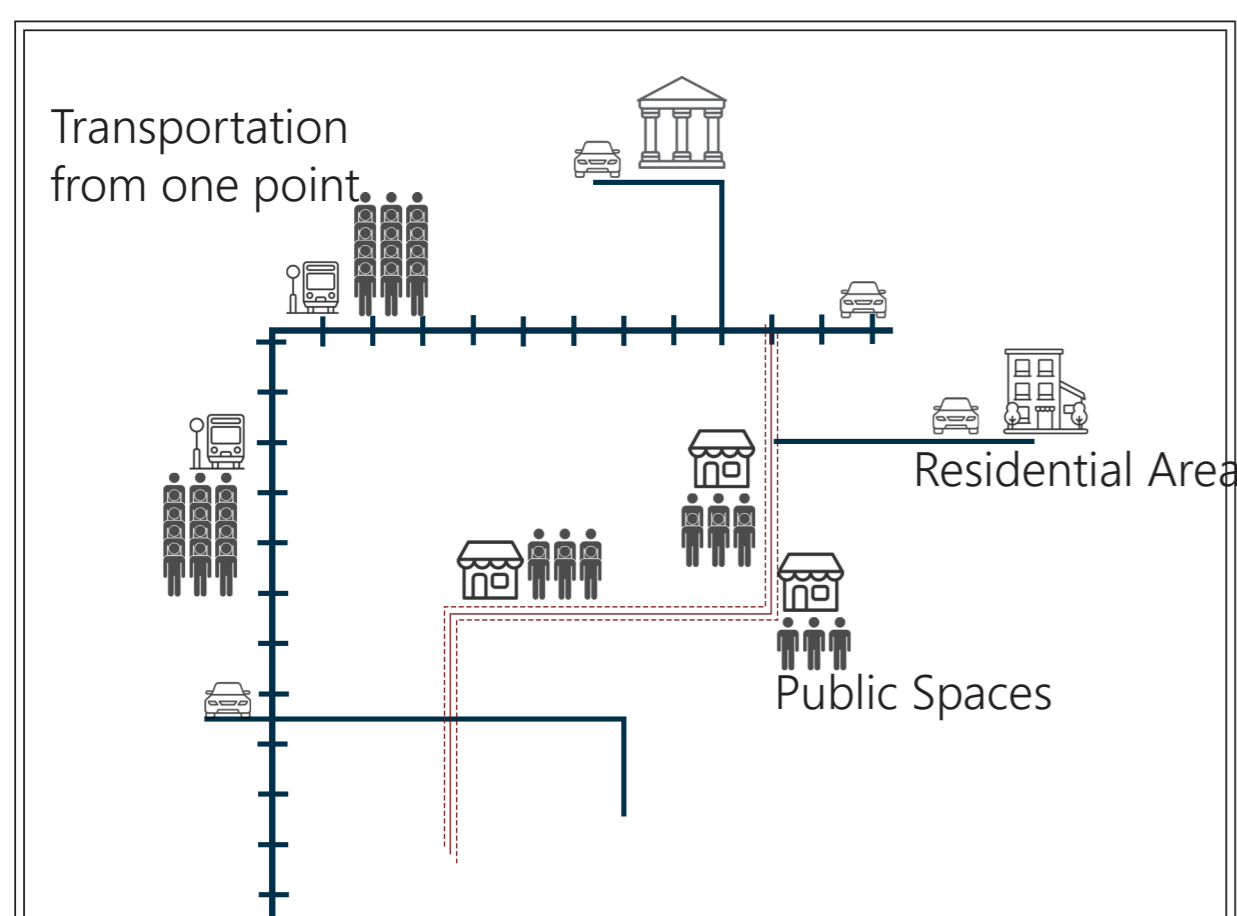 Transportation
from one point
Residential Area
Public Spaces